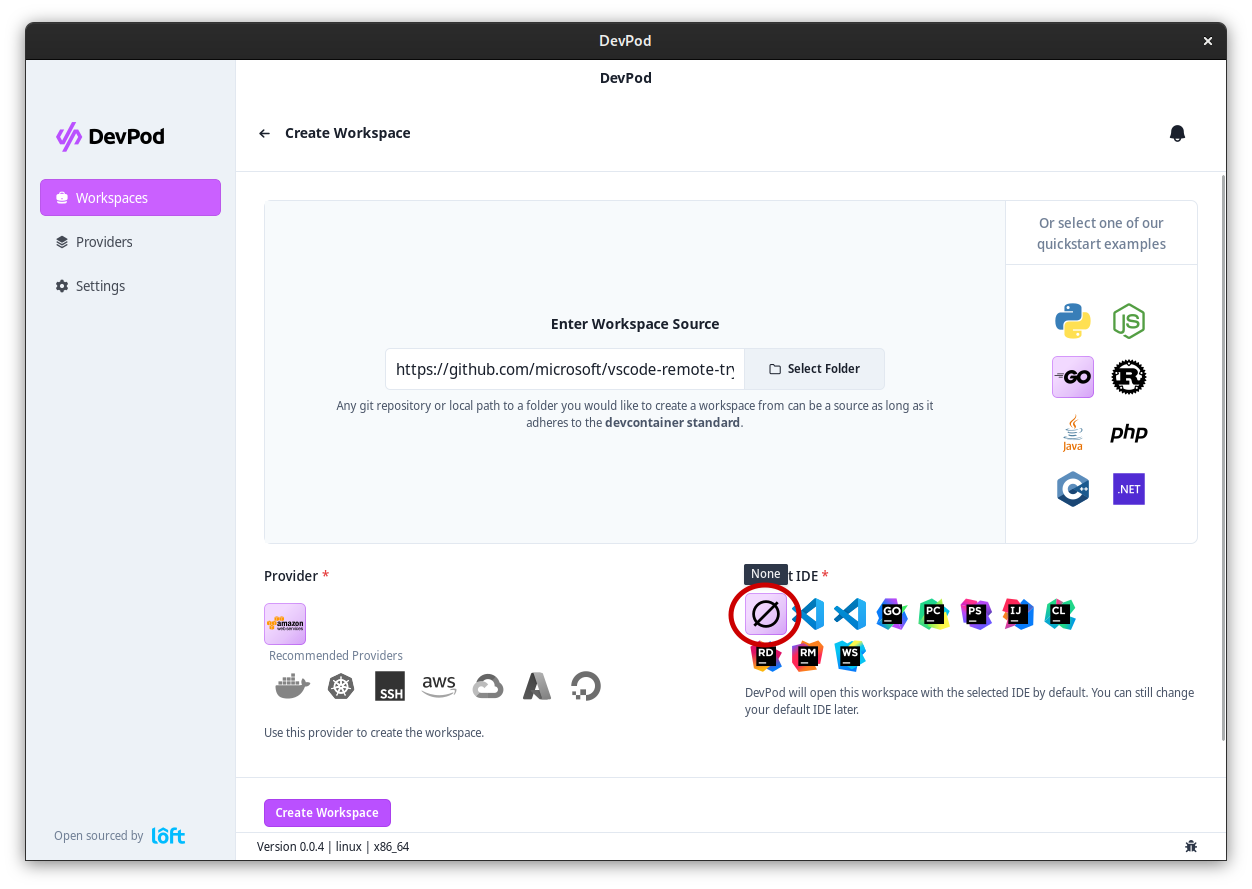 DevPod
DevPod
DevPod
Create Workspace
Workspaces
Providers
Settings
Or select one of our
quickstart examples
Enter Workspace Source
https://github.com/microsoft/vscode-remote-try
Select Folder
Any git repository or local path to a folder you would like to create a workspace from can be a source as long as it
adheres to the devcontainer standard.
JS
GO
R
Java
php
C++
.NET
Provider *
None
t IDE *
amazon
web services
GO
PC
PS
IJ
CL
RD
RM
WS
Recommended Providers
SSH
aws
DevPod will open this workspace with the selected IDE by default. You can still change
your default IDE later.
Use this provider to create the workspace.
Create Workspace
Open sourced by loft
Version 0.0.4 | linux | x86_64